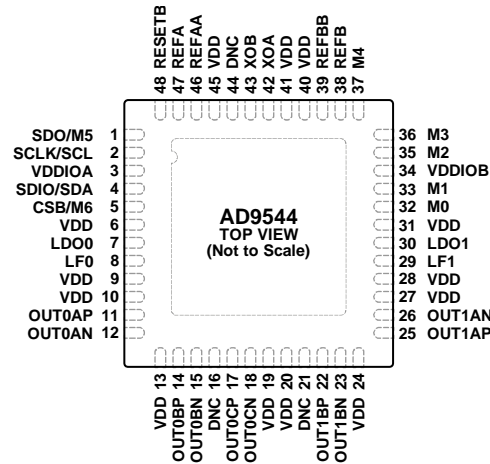 48 RESETB
47 REFA
46 REFAA
45 VDD
44 DNC
43 XOB
42 XOA
41 VDD
40 VDD
39 REFBB
38 REFB
37 M4
SDO/M5 1
SCLK/SCL 2
VDDIOA 3
SDIO/SDA 4
CSB/M6 5
VDD 6
LDO0 7
LF0 8
VDD 9
VDD 10
OUT0AP 11
OUT0AN 12
AD9544
TOP VIEW
(Not to Scale)
36 M3
35 M2
34 VDDIOB
33 M1
32 M0
31 VDD
30 LDO1
29 LF1
28 VDD
27 VDD
26 OUT1AN
25 OUT1AP
VDD 13
OUT0BP 14
OUT0BN 15
DNC 16
OUT0CP 17
OUT0CN 18
VDD 19
VDD 20
DNC 21
OUT1BP 22
OUT1BN 23
VDD 24